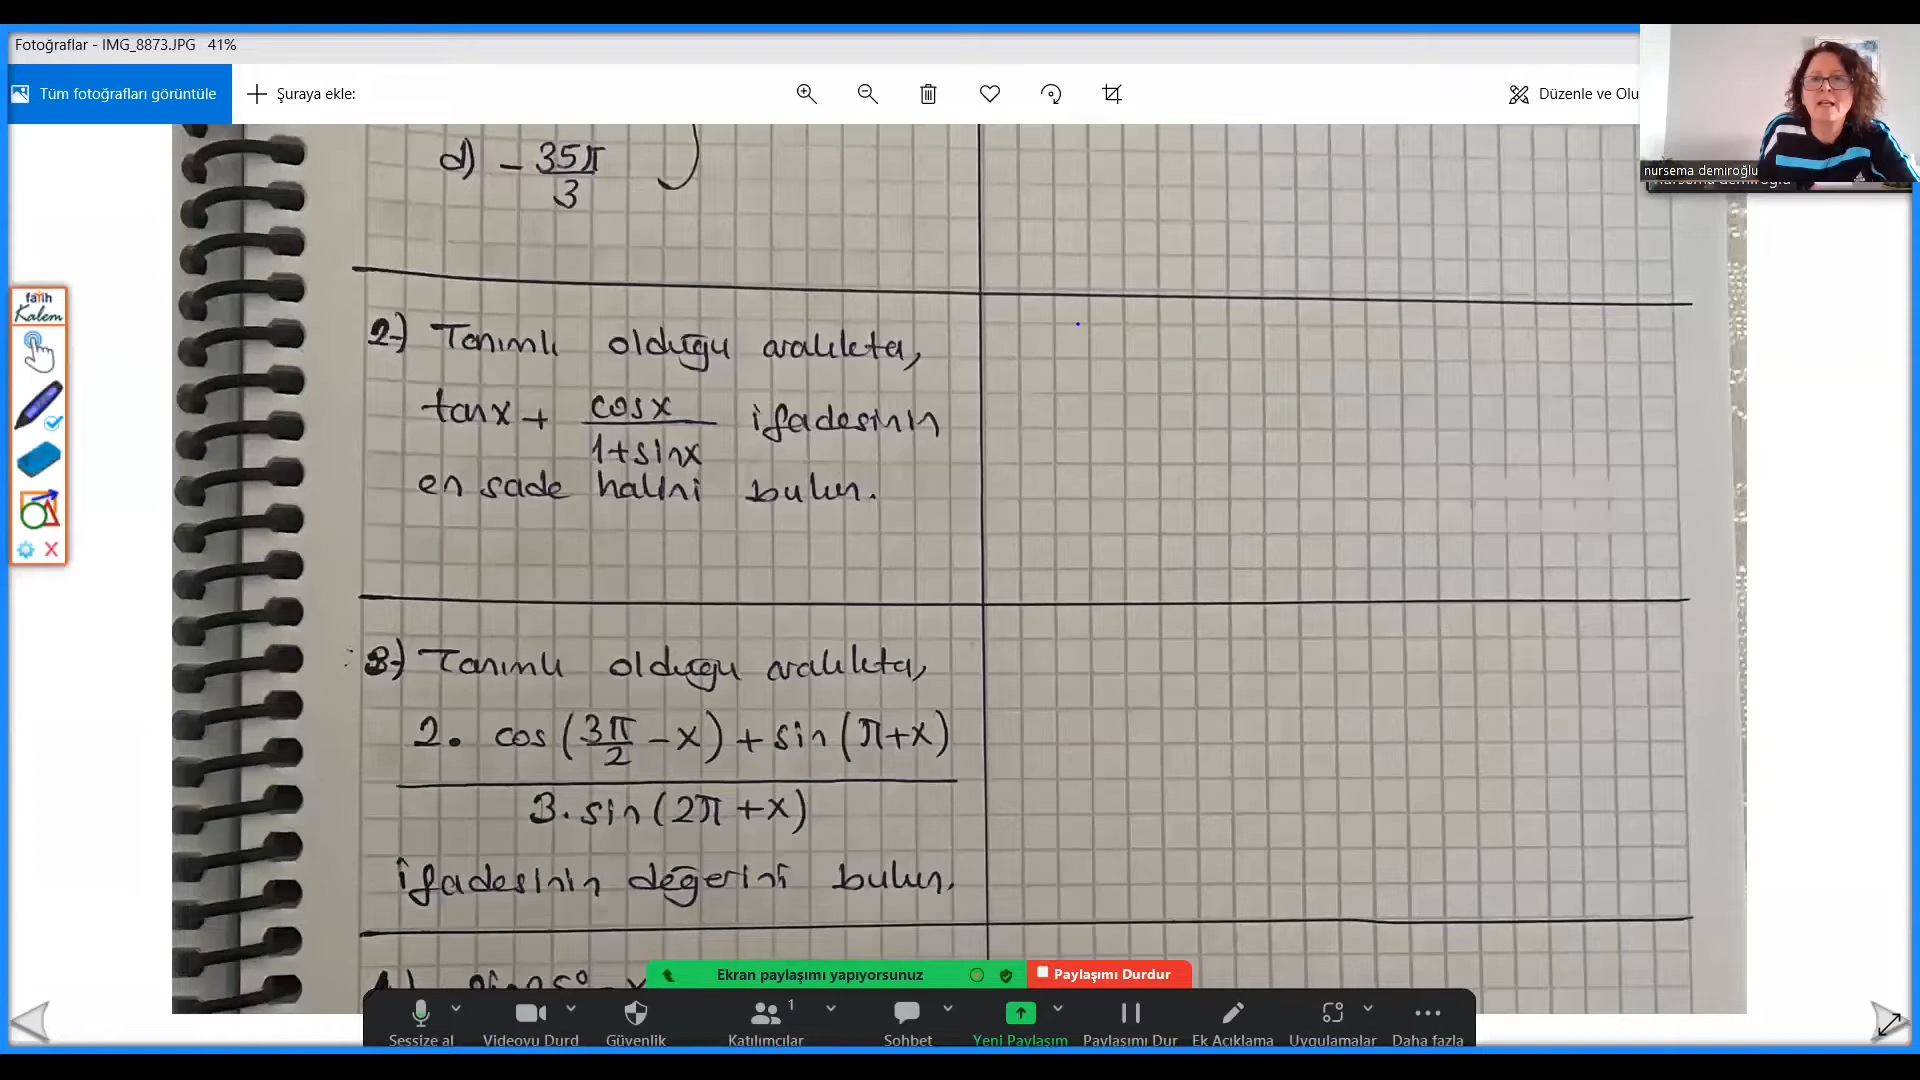 Fotoğraflar - IMG_8873.JPG 41%
Tüm fotoğrafları görüntüle
Şuraya ekle:
Düzenle ve Olu
nursema demiroğlu
fatih
Kalem
d) - 35π/3
2-) Tanımlı olduğu aralıkta,
tanx + cosx/(1+sinx) ifadesinin
en sade halini bulun.
3-) Tanımlı olduğu aralıkta,
2. cos(3π/2 - x) + sin(π+x)
3. sin(2π+x)
ifadesinin değerini bulun.
Ekran paylaşımı yapıyorsunuz
Paylaşımı Durdur
1
Sessize al
Videoyu Durd
Güvenlik
Katılımcılar
Sohbet
Yeni Paylaşım
Paylaşımı Dur
Ek Açıklama
Uygulamalar
Daha fazla